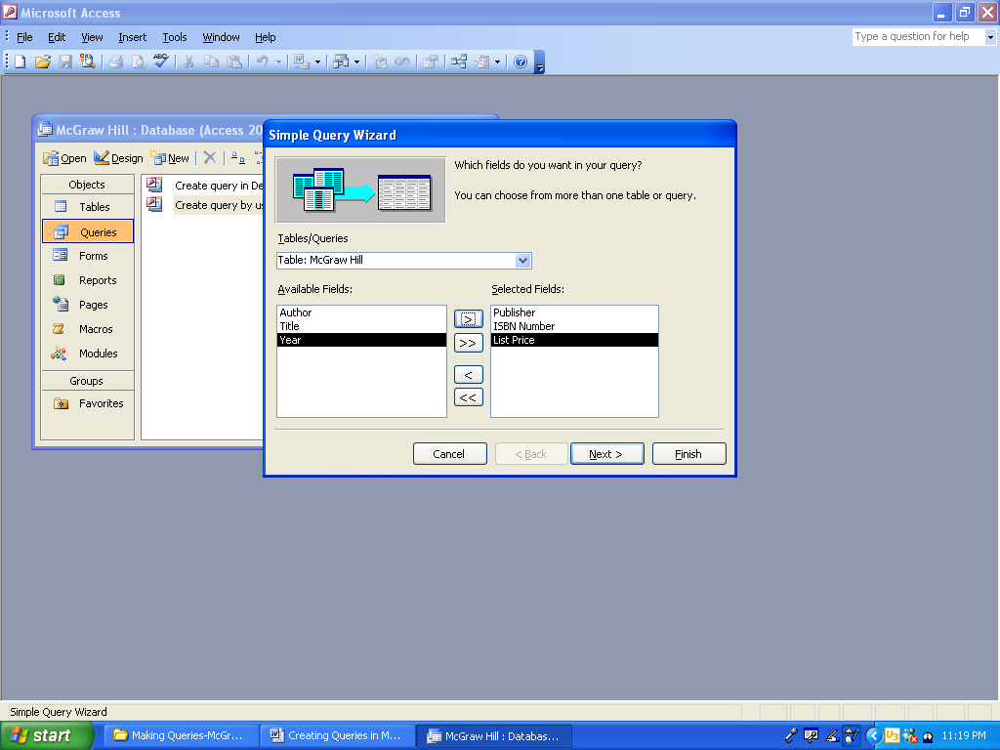 Microsoft Access
File Edit View Insert Tools Window Help
Type a question for help
McGraw Hill : Database (Access 20
Open Design New
Objects
Tables
Queries
Forms
Reports
Pages
Macros
Modules
Groups
Favorites
Create query in De
Create query by us
Simple Query Wizard
Which fields do you want in your query?
You can choose from more than one table or query.
Tables/Queries
Table: McGraw Hill
Available Fields:
Author
Title
Year
>
>>
<
<<
Selected Fields:
Publisher
ISBN Number
List Price
Cancel < Back Next > Finish
Simple Query Wizard
start Making Queries-McGr... Creating Queries in M... McGraw Hill : Databas... 11:19 PM